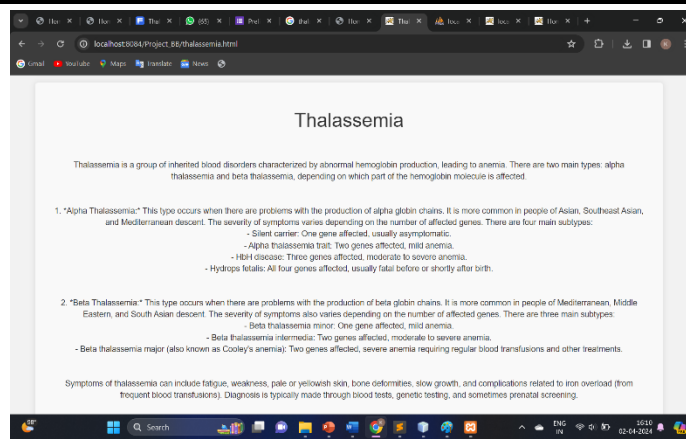 Hor
Hor
Thal
(65)
Prel
thal
Hor
Thal
loca
loca
Hor
localhost:8084/Project_BB/thalassemia.html
Gmail YouTube Maps Translate News
Thalassemia
Thalassemia is a group of inherited blood disorders characterized by abnormal hemoglobin production, leading to anemia. There are two main types: alpha
thalassemia and beta thalassemia, depending on which part of the hemoglobin molecule is affected.
1. *Alpha Thalassemia:* This type occurs when there are problems with the production of alpha globin chains. It is more common in people of Asian, Southeast Asian,
and Mediterranean descent. The severity of symptoms varies depending on the number of affected genes. There are four main subtypes:
- Silent carrier: One gene affected, usually asymptomatic.
- Alpha thalassemia trait: Two genes affected, mild anemia.
- HbH disease: Three genes affected, moderate to severe anemia.
- Hydrops fetalis: All four genes affected, usually fatal before or shortly after birth.
2. *Beta Thalassemia:* This type occurs when there are problems with the production of beta globin chains. It is more common in people of Mediterranean, Middle
Eastern, and South Asian descent. The severity of symptoms also varies depending on the number of affected genes. There are three main subtypes:
- Beta thalassemia minor: One gene affected, mild anemia.
- Beta thalassemia intermedia: Two genes affected, moderate to severe anemia.
- Beta thalassemia major (also known as Cooley's anemia): Two genes affected, severe anemia requiring regular blood transfusions and other treatments.
Symptoms of thalassemia can include fatigue, weakness, pale or yellowish skin, bone deformities, slow growth, and complications related to iron overload (from
frequent blood transfusions). Diagnosis is typically made through blood tests, genetic testing, and sometimes prenatal screening.
Search
ENG
IN
16:10
02-04-2024